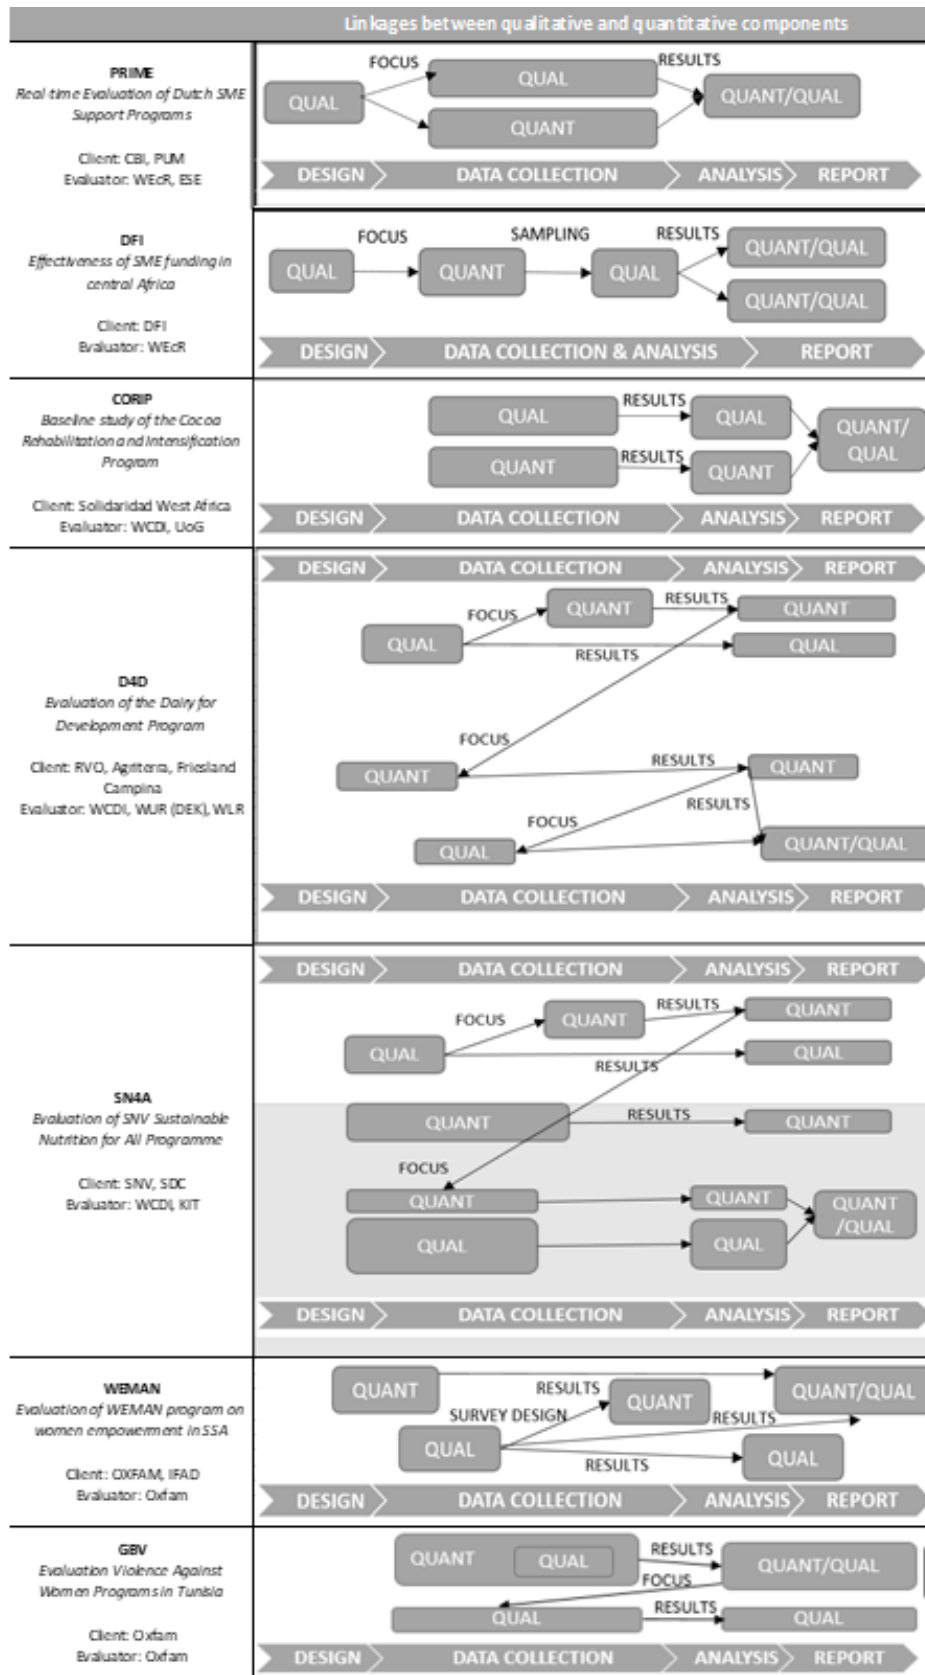 Linkages between qualitative and quantitative components
PRIME
Real-time Evaluation of Dutch SME
Support Programs
Client: CBI, PUM
Evaluator: WEcR, ESE
FOCUS
RESULTS
QUAL
QUAL
QUANT/QUAL
QUANT
DESIGN
DATA COLLECTION
ANALYSIS
REPORT
DFI
Effectiveness of SME funding in
central Africa
Client: DFI
Evaluator: WEcR
FOCUS
SAMPLING
RESULTS
QUAL
QUANT
QUAL
QUANT/QUAL
QUANT/QUAL
DESIGN
DATA COLLECTION & ANALYSIS
REPORT
CORIP
Baseline study of the Cocoa
Rehabilitation and Intensification
Program
Client: Solidaridad West Africa
Evaluator: WCDI, UoG
QUAL
RESULTS
QUAL
QUANT/
QUAL
QUANT
RESULTS
QUANT
DESIGN
DATA COLLECTION
ANALYSIS
REPORT
D4D
Evaluation of the Dairy for
Development Program
Client: RVO, Agriterra, Friesland
Campina
Evaluator: WCDI, WUR (DEK), WLR
DESIGN
DATA COLLECTION
ANALYSIS
REPORT
FOCUS
QUANT
RESULTS
QUANT
QUAL
RESULTS
QUAL
FOCUS
QUANT
RESULTS
QUANT
RESULTS
FOCUS
QUAL
QUANT/QUAL
DESIGN
DATA COLLECTION
ANALYSIS
REPORT
SN4A
Evaluation of SNV Sustainable
Nutrition for All Programme
Client: SNV, SDC
Evaluator: WCDI, KIT
DESIGN
DATA COLLECTION
ANALYSIS
REPORT
FOCUS
QUANT
RESULTS
QUANT
QUAL
RESULTS
QUAL
QUANT
RESULTS
QUANT
FOCUS
QUANT
QUANT
QUANT
/QUAL
QUAL
QUAL
DESIGN
DATA COLLECTION
ANALYSIS
REPORT
WEMAN
Evaluation of WEMAN program on
women empowerment in SSA
Client: OXFAM, IFAD
Evaluator: Oxfam
QUANT
RESULTS
QUANT
QUANT/QUAL
SURVEY DESIGN
RESULTS
QUAL
RESULTS
QUAL
DESIGN
DATA COLLECTION
ANALYSIS
REPORT
GBV
Evaluation Violence Against
Women Programs in Tunisia
Client: Oxfam
Evaluator: Oxfam
QUANT
QUAL
RESULTS
QUANT/QUAL
FOCUS
QUAL
RESULTS
QUAL
DESIGN
DATA COLLECTION
ANALYSIS
REPORT